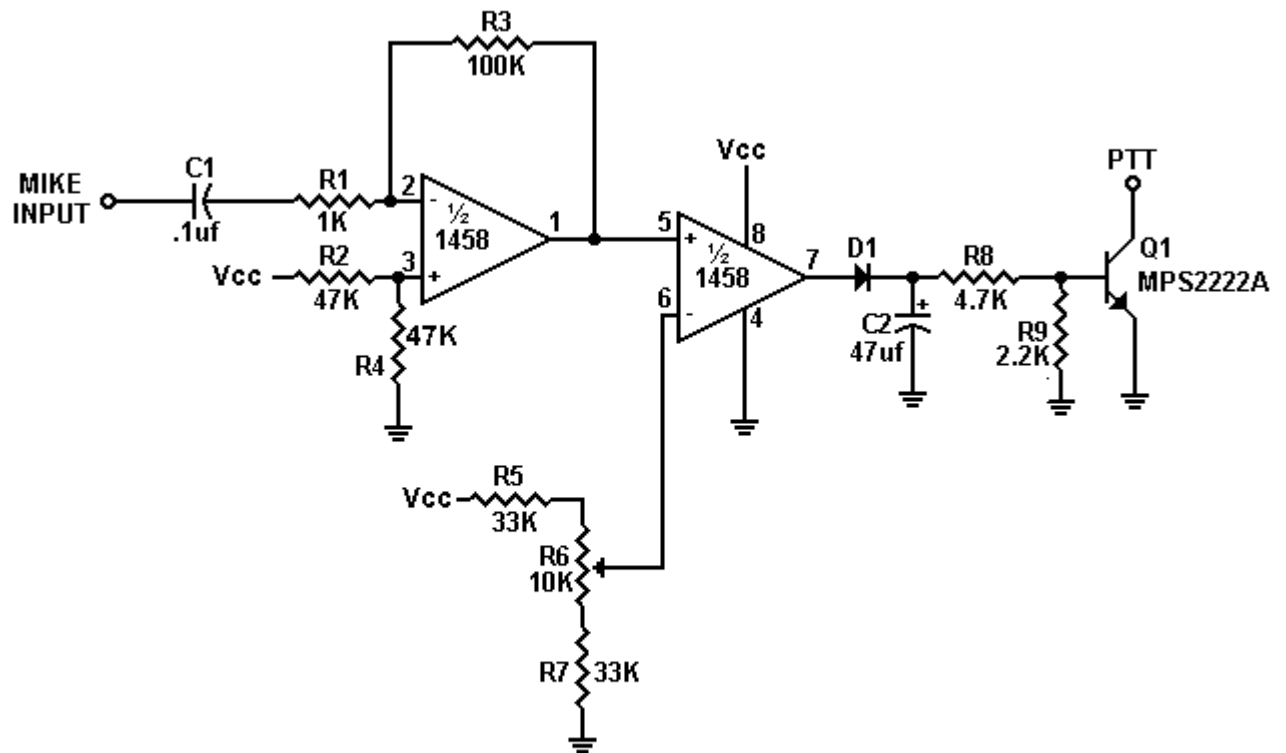 R3
100K
C1
.1uf
MIKE
INPUT
R1
1K
2
-
½
1458
1
3
+
Vcc
R2
47K
47K
R4
Vcc
5
+
½
1458
8
6
-
4
7
D1
C2
47uf
+
R8
4.7K
R9
2.2K
PTT
Q1
MPS2222A
Vcc
R5
33K
R6
10K
R7
33K